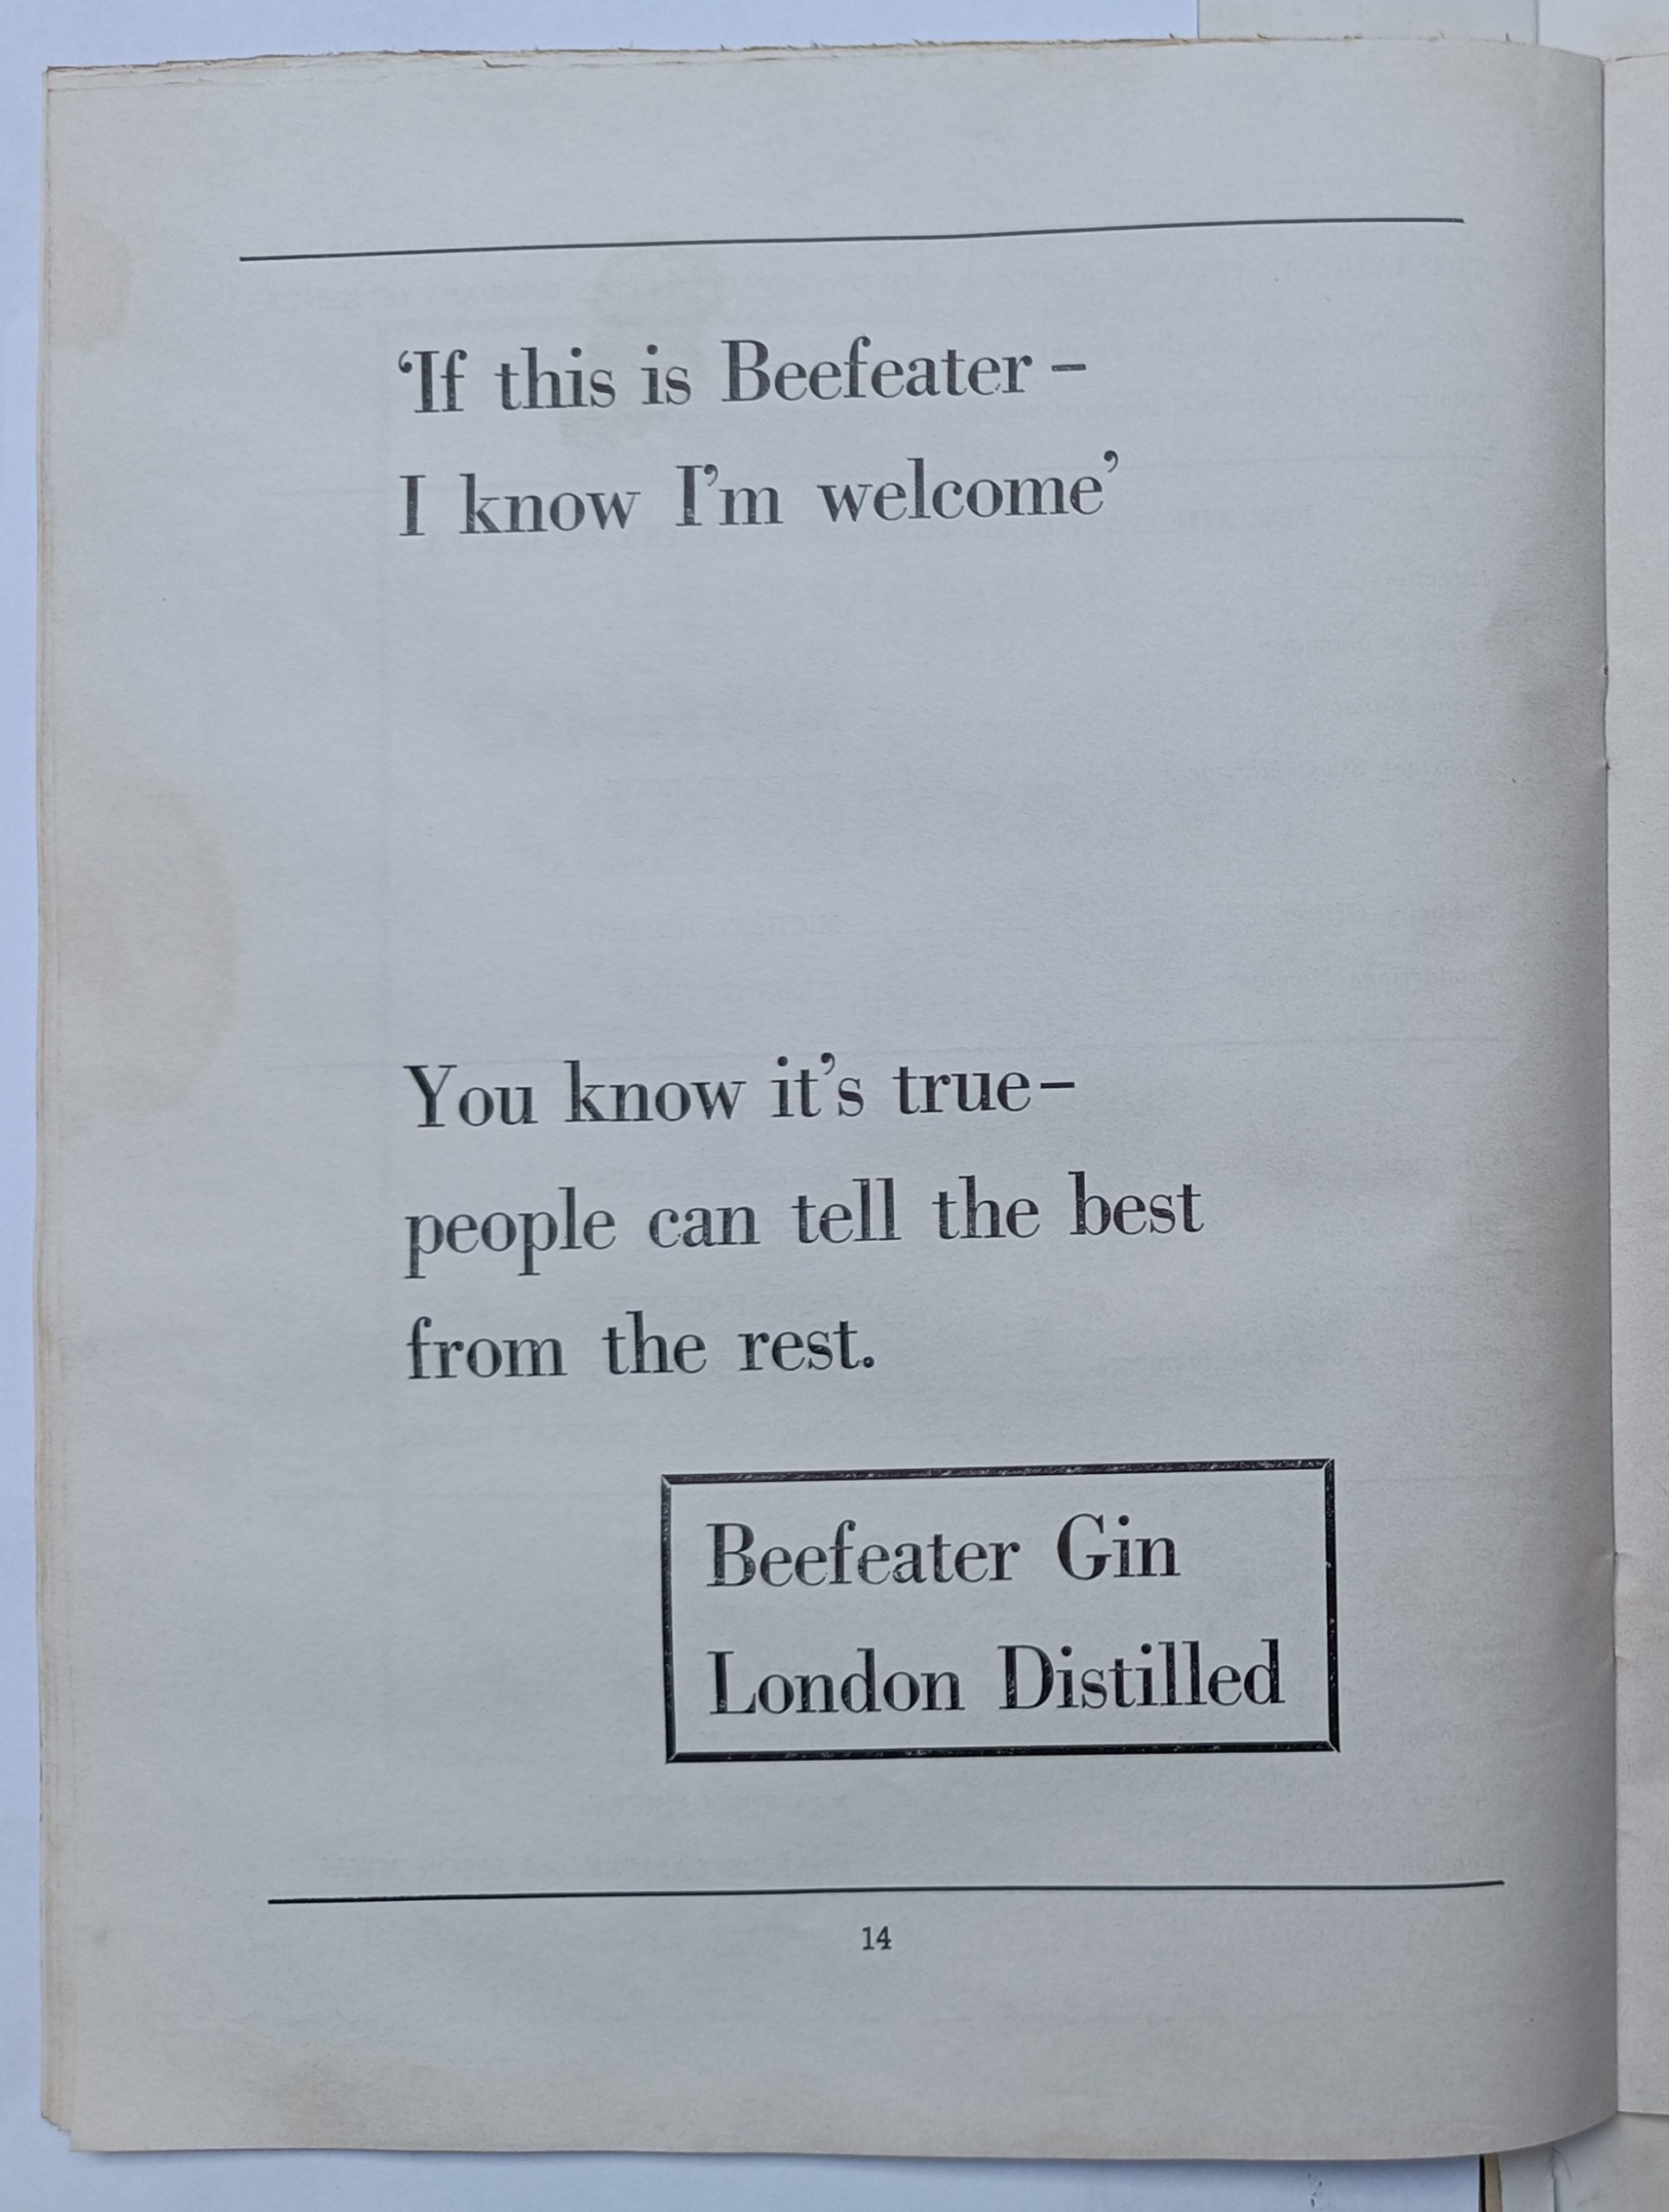 ‘If this is Beefeater –
I know I’m welcome’
You know it’s true–
people can tell the best
from the rest.
Beefeater Gin
London Distilled
14